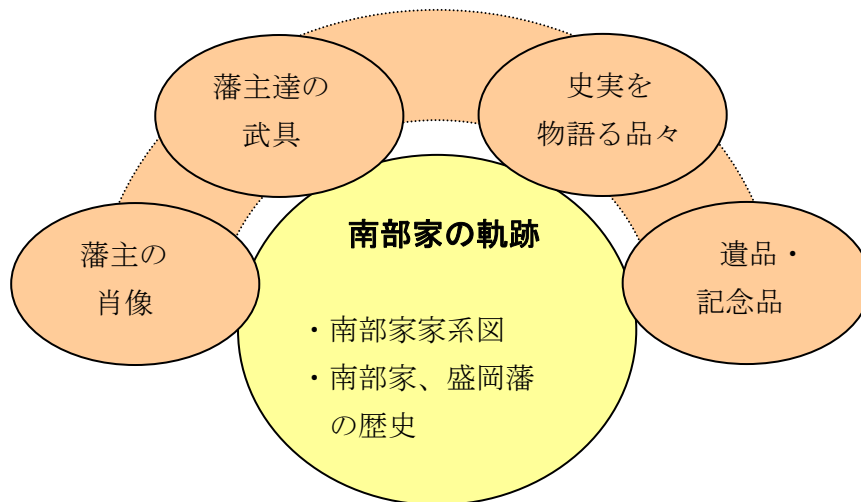 藩主達の
武具
史実を
物語る品々
藩主の
肖像
遺品・
記念品
南部家の軌跡
・南部家家系図
・南部家、盛岡藩
の歴史